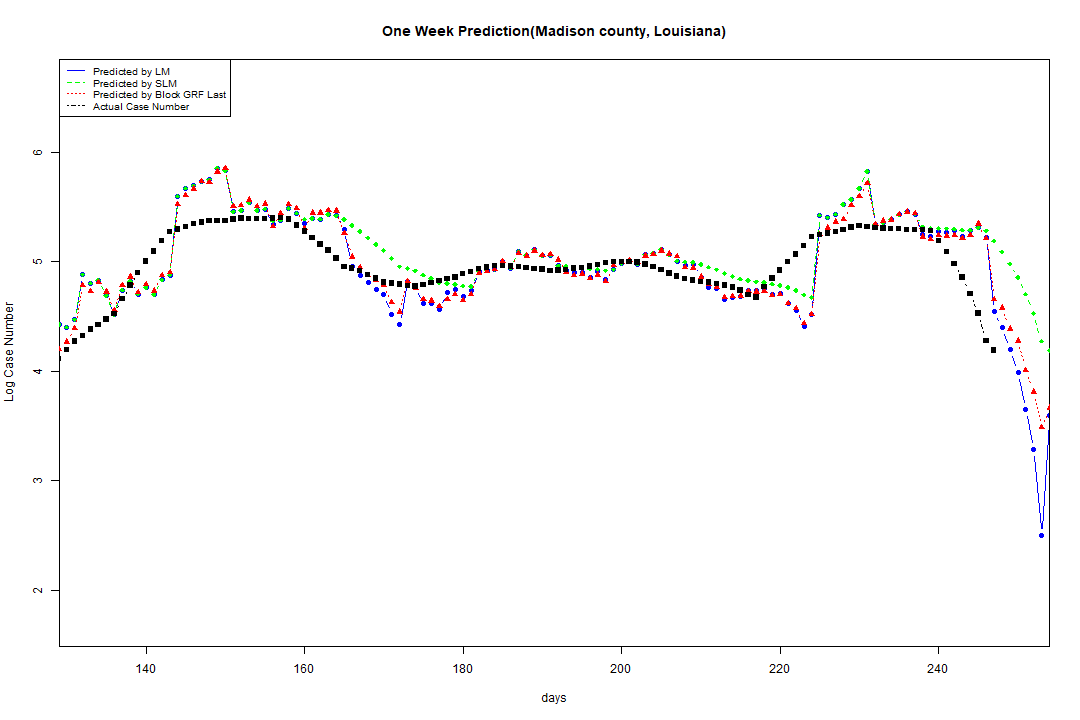 One Week Prediction(Madison county, Louisiana)
Predicted by LM
Predicted by SLM
Predicted by Block GRF Last
Actual Case Number
6
5
4
3
2
Log Case Number
140 160 180 200 220 240
days